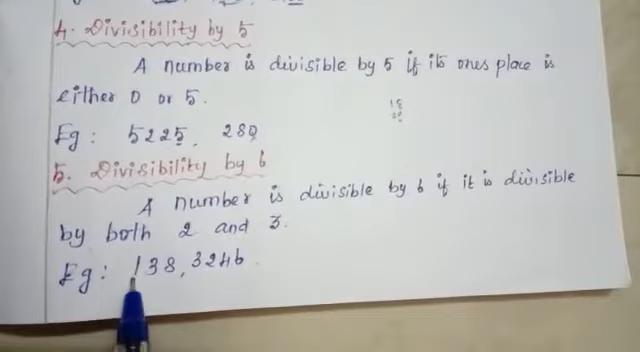 4. Divisibility by 5
A number is divisible by 5 if its ones place is
either 0 or 5.
Eg: 5225, 280
5. Divisibility by 6
A number is divisible by 6 if it is divisible
by both 2 and 3.
Eg: 138, 3246